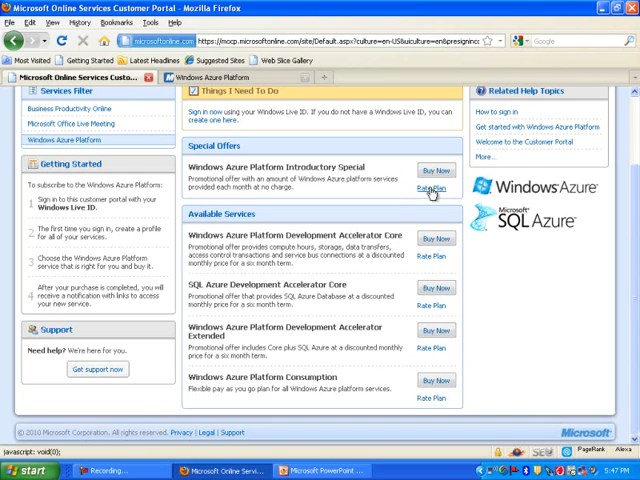 Microsoft Online Services Customer Portal - Mozilla Firefox
File Edit View History Bookmarks Tools Help
microsoftonline.com https://mocp.microsoftonline.com/site/Default.aspx?culture=en-US&uiculture=en&presigninc
Google
Most Visited Getting Started Latest Headlines Suggested Sites Web Slice Gallery
Microsoft Online Services Custo... Windows Azure Platform
Services Filter
Business Productivity Online
Microsoft Office Live Meeting
Windows Azure Platform
Getting Started
To subscribe to the Windows Azure Platform:
1 Sign in to this customer portal with your
Windows Live ID.
2 The first time you sign in, create a profile
for all of your services.
3 Choose the Windows Azure Platform
service that is right for you and buy it.
4 After your purchase is completed, you will
receive a notification with links to access
your new service.
Support
Need help? We're here for you.
Get support now
Things I Need To Do
Sign in now using your Windows Live ID. If you do not have a Windows Live ID, you can
create one here.
Special Offers
Windows Azure Platform Introductory Special
Promotional offer with an amount of Windows Azure platform services
provided each month at no charge.
Buy Now
Rate Plan
Available Services
Windows Azure Platform Development Accelerator Core
Promotional offer provides compute hours, storage, data transfers,
access control transactions and service bus connections at a discounted
monthly price for a six month term.
Buy Now
Rate Plan
SQL Azure Development Accelerator Core
Promotional offer that provides SQL Azure Database at a discounted
monthly price for a six month term.
Buy Now
Rate Plan
Windows Azure Platform Development Accelerator
Extended
Promotional offer includes Core plus SQL Azure at a discounted monthly
price for a six month term.
Buy Now
Rate Plan
Windows Azure Platform Consumption
Flexible pay as you go plan for all Windows Azure platform services.
Buy Now
Rate Plan
Related Help Topics
How to sign in
Get started with Windows Azure Platform
Welcome to the Customer Portal
More...
Windows Azure
Microsoft
SQL Azure
© 2010 Microsoft Corporation. All rights reserved. Privacy | Legal | Support
Microsoft
javascript: void(0);
PageRank Alexa
start Recording... Microsoft Online Servi... Microsoft PowerPoint ... 5:47 PM